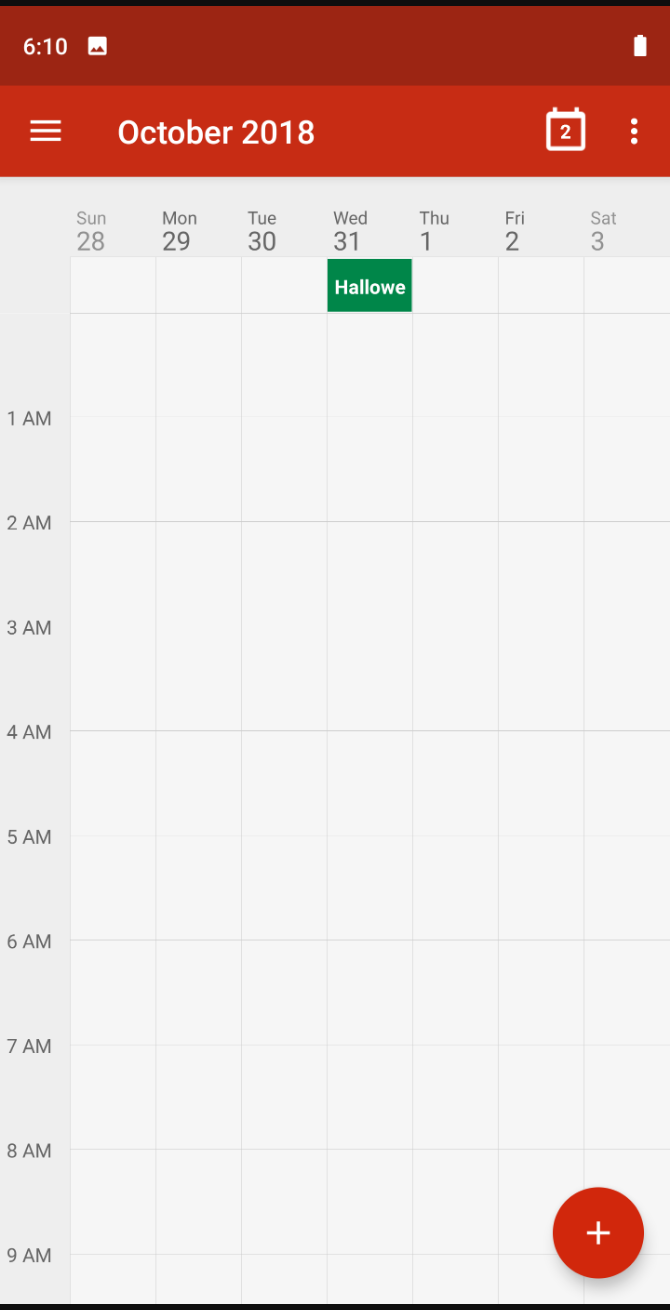 6:10
October 2018
2
Sun Mon Tue Wed Thu Fri Sat
28 29 30 31 1 2 3
Hallowe
1 AM
2 AM
3 AM
4 AM
5 AM
6 AM
7 AM
8 AM
9 AM